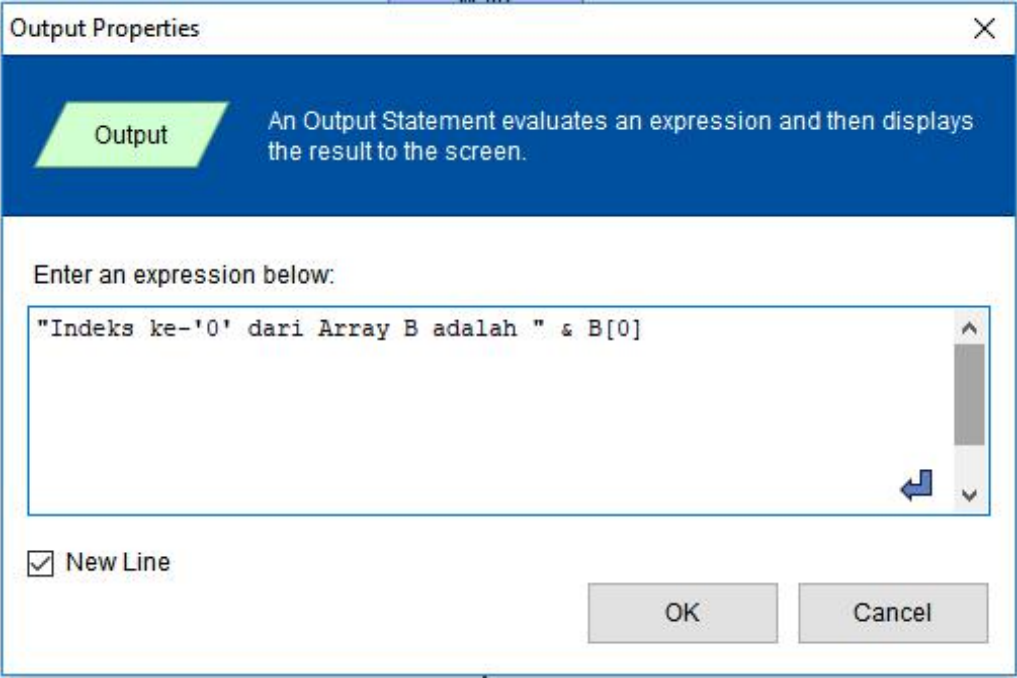 Output Properties
Output
An Output Statement evaluates an expression and then displays
the result to the screen.
Enter an expression below:
"Indeks ke-'0' dari Array B adalah " & B[0]
New Line
OK
Cancel